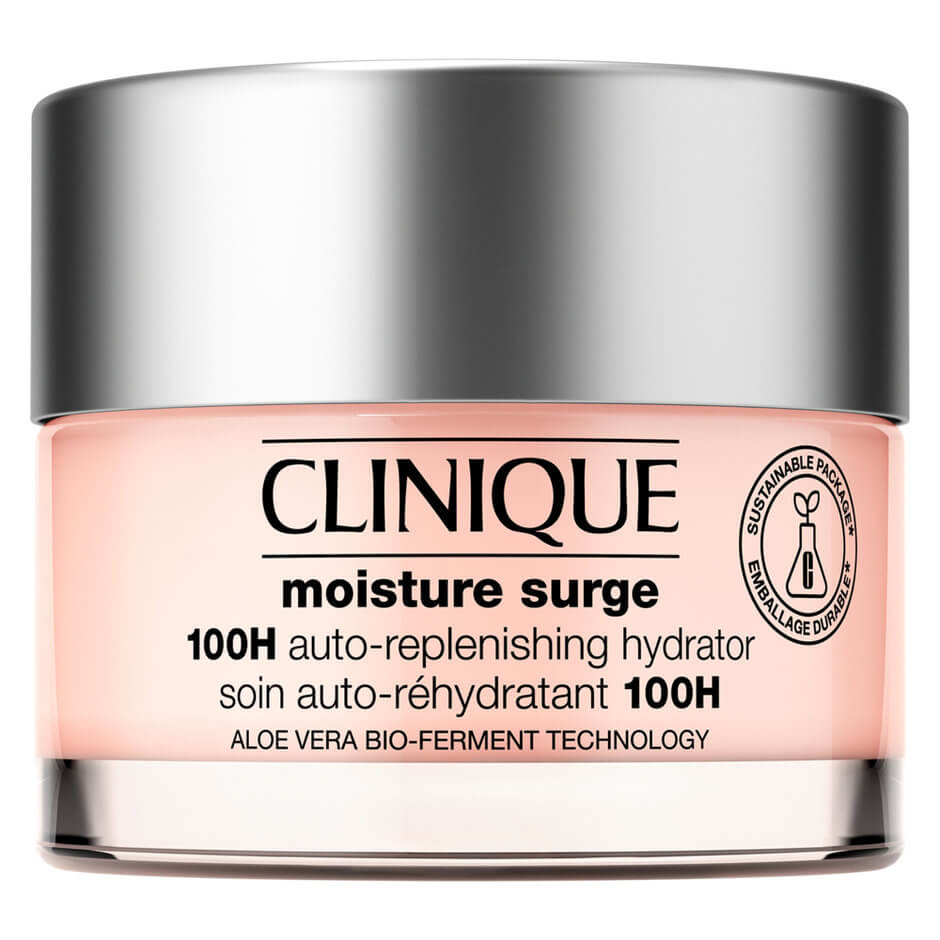 CLINIQUE
moisture surge
100H auto-replenishing hydrator
soin auto-réhydratant 100H
ALOE VERA BIO-FERMENT TECHNOLOGY
SUSTAINABLE PACKAGE*
EMBALLAGE DURABLE*
C